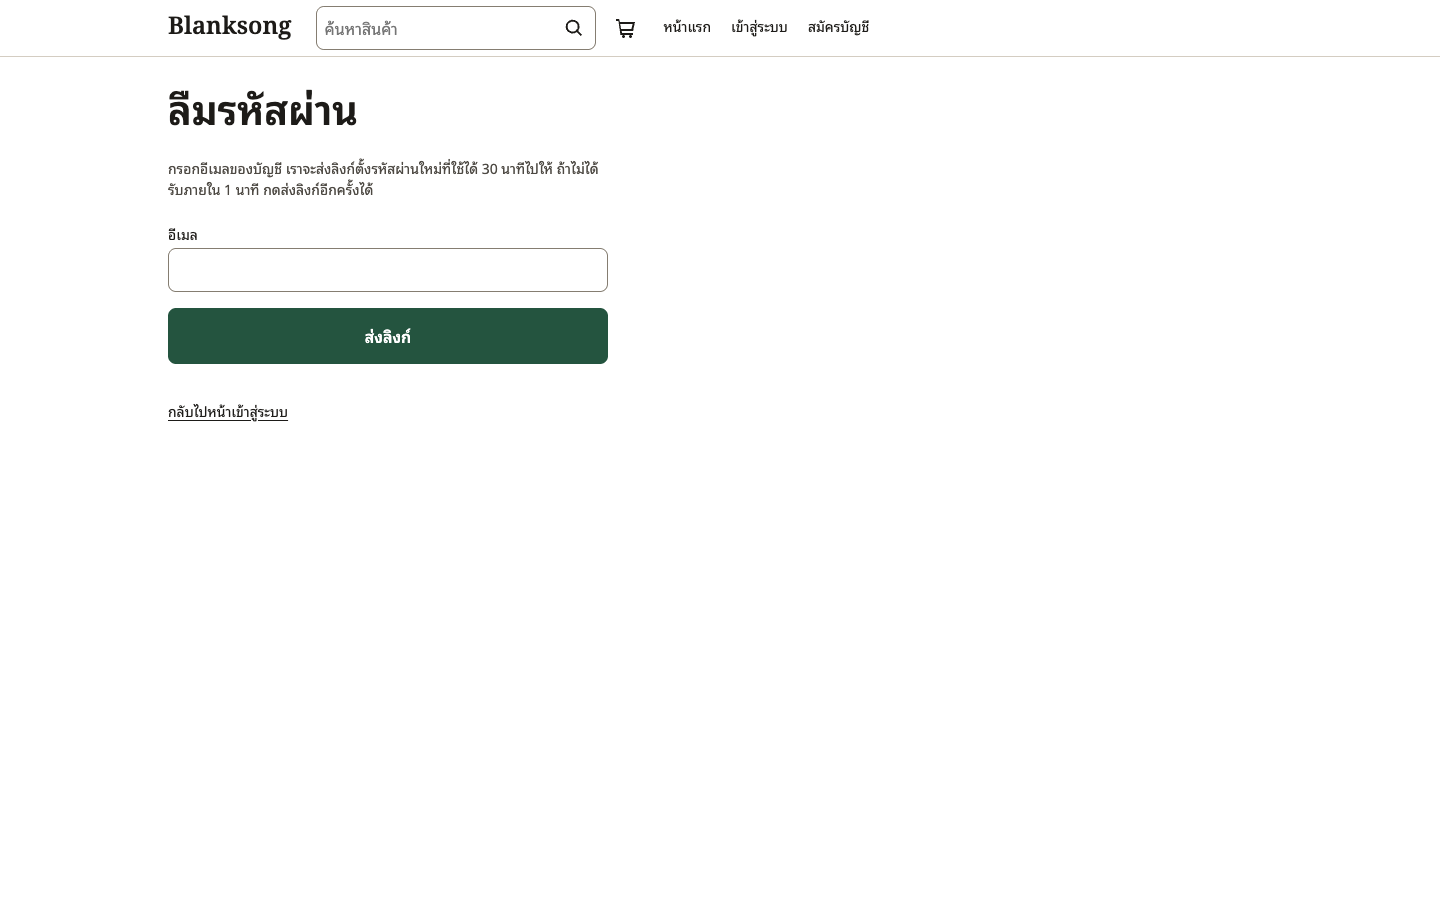 Blanksong
ค้นหาสินค้า
หน้าแรก
เข้าสู่ระบบ
สมัครบัญชี
ลืมรหัสผ่าน
กรอกอีเมลของบัญชี เราจะส่งลิงก์ตั้งรหัสผ่านใหม่ที่ใช้ได้ 30 นาทีไปให้ ถ้าไม่ได้
รับภายใน 1 นาที กดส่งลิงก์อีกครั้งได้
อีเมล
ส่งลิงก์
กลับไปหน้าเข้าสู่ระบบ